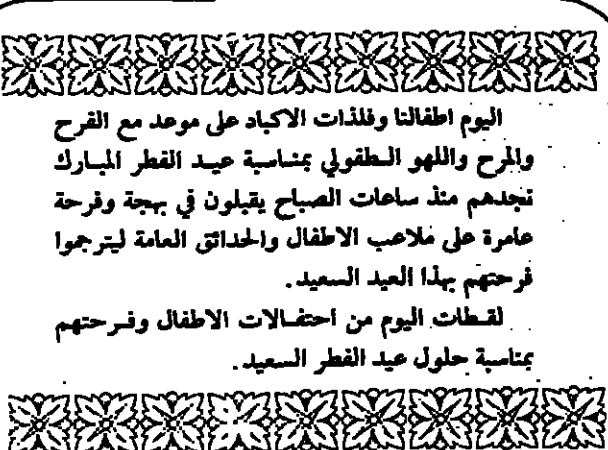 اليوم اطفالنا وفلذات الاكباد على موعد مع الفرح
والمرح واللهو الطفولي بمناسبة عيد الفطر المبارك
تجدهم منذ ساعات الصباح يقبلون في بهجة وفرحة
عامرة على ملاعب الاطفال والحدائق العامة ليترجموا
فرحتهم بهذا العيد السعيد.
لقطات اليوم من احتفالات الاطفال وفرحتهم
بمناسبة حلول عيد الفطر السعيد.